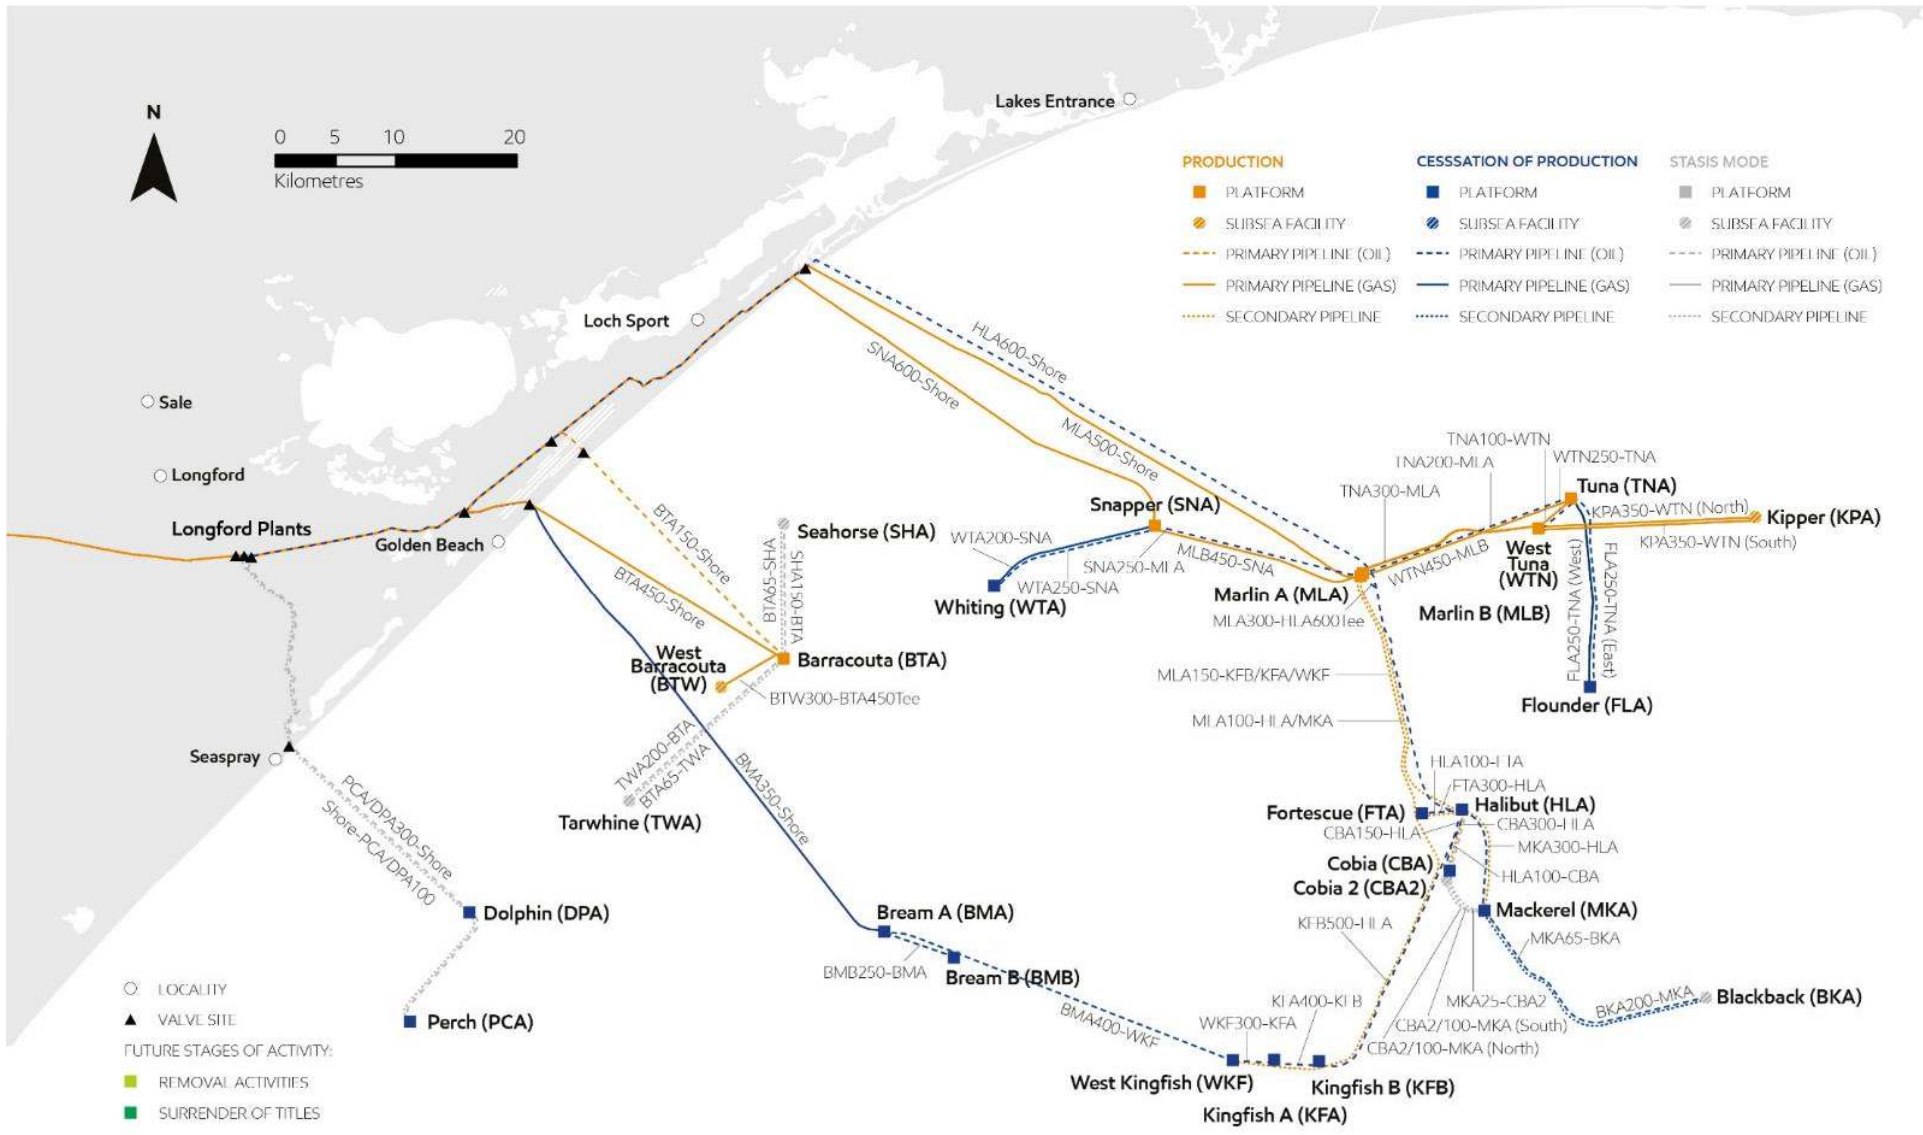 N
0 5 10 20
Kilometres
Lakes Entrance
PRODUCTION
PLATFORM
SUBSEA FACILITY
PRIMARY PIPELINE (OIL)
PRIMARY PIPELINE (GAS)
SECONDARY PIPELINE
CESSSATION OF PRODUCTION
PLATFORM
SUBSEA FACILITY
PRIMARY PIPELINE (OIL)
PRIMARY PIPELINE (GAS)
SECONDARY PIPELINE
STASIS MODE
PLATFORM
SUBSEA FACILITY
PRIMARY PIPELINE (OIL)
PRIMARY PIPELINE (GAS)
SECONDARY PIPELINE
Loch Sport
HLA600-Shore
SNA600-Shore
MLA500-Shore
Sale
Longford
Longford Plants
Golden Beach
BTA150-Shore
BTA450-Shore
Seahorse (SHA)
BTA65-SHA
SHA150-BTA
West
Barracouta
(BTW)
Barracouta (BTA)
BTW300-BTA450Tee
TWA200-BTA
BTA65-TWA
Tarwhine (TWA)
BMA350-Shore
Snapper (SNA)
WTA200-SNA
WTA250-SNA
SNA250-MLA
MLB450-SNA
Whiting (WTA)
TNA100-WTN
TNA200-MLA
WTN250-TNA
TNA300-MLA
Tuna (TNA)
KPA350-WTN (North)
Kipper (KPA)
KPA350-WTN (South)
WTN450-MLB
West
Tuna
(WTN)
Marlin A (MLA)
Marlin B (MLB)
MLA300-HLA600Tee
FLA250-TNA (West)
FLA250-TNA (East)
Flounder (FLA)
MLA150-KFB/KFA/WKF
MLA100-HLA/MKA
HLA100-FTA
FTA300-HLA
Fortescue (FTA)
Halibut (HLA)
CBA150-HLA
CBA300-HLA
MKA300-HLA
Cobia (CBA)
HLA100-CBA
Cobia 2 (CBA2)
Mackerel (MKA)
KFB500-HLA
MKA65-BKA
MKA25-CBA2
CBA2/100-MKA (South)
CBA2/100-MKA (North)
BKA200-MKA
Blackback (BKA)
Seaspray
PCA/DPA300-Shore
Shore-PCA/DPA100
Dolphin (DPA)
Perch (PCA)
Bream A (BMA)
BMB250-BMA
Bream B (BMB)
BMA400-WKF
KFA400-KFB
WKF300-KFA
West Kingfish (WKF)
Kingfish B (KFB)
Kingfish A (KFA)
LOCALITY
VALVE SITE
FUTURE STAGES OF ACTIVITY:
REMOVAL ACTIVITIES
SURRENDER OF TITLES